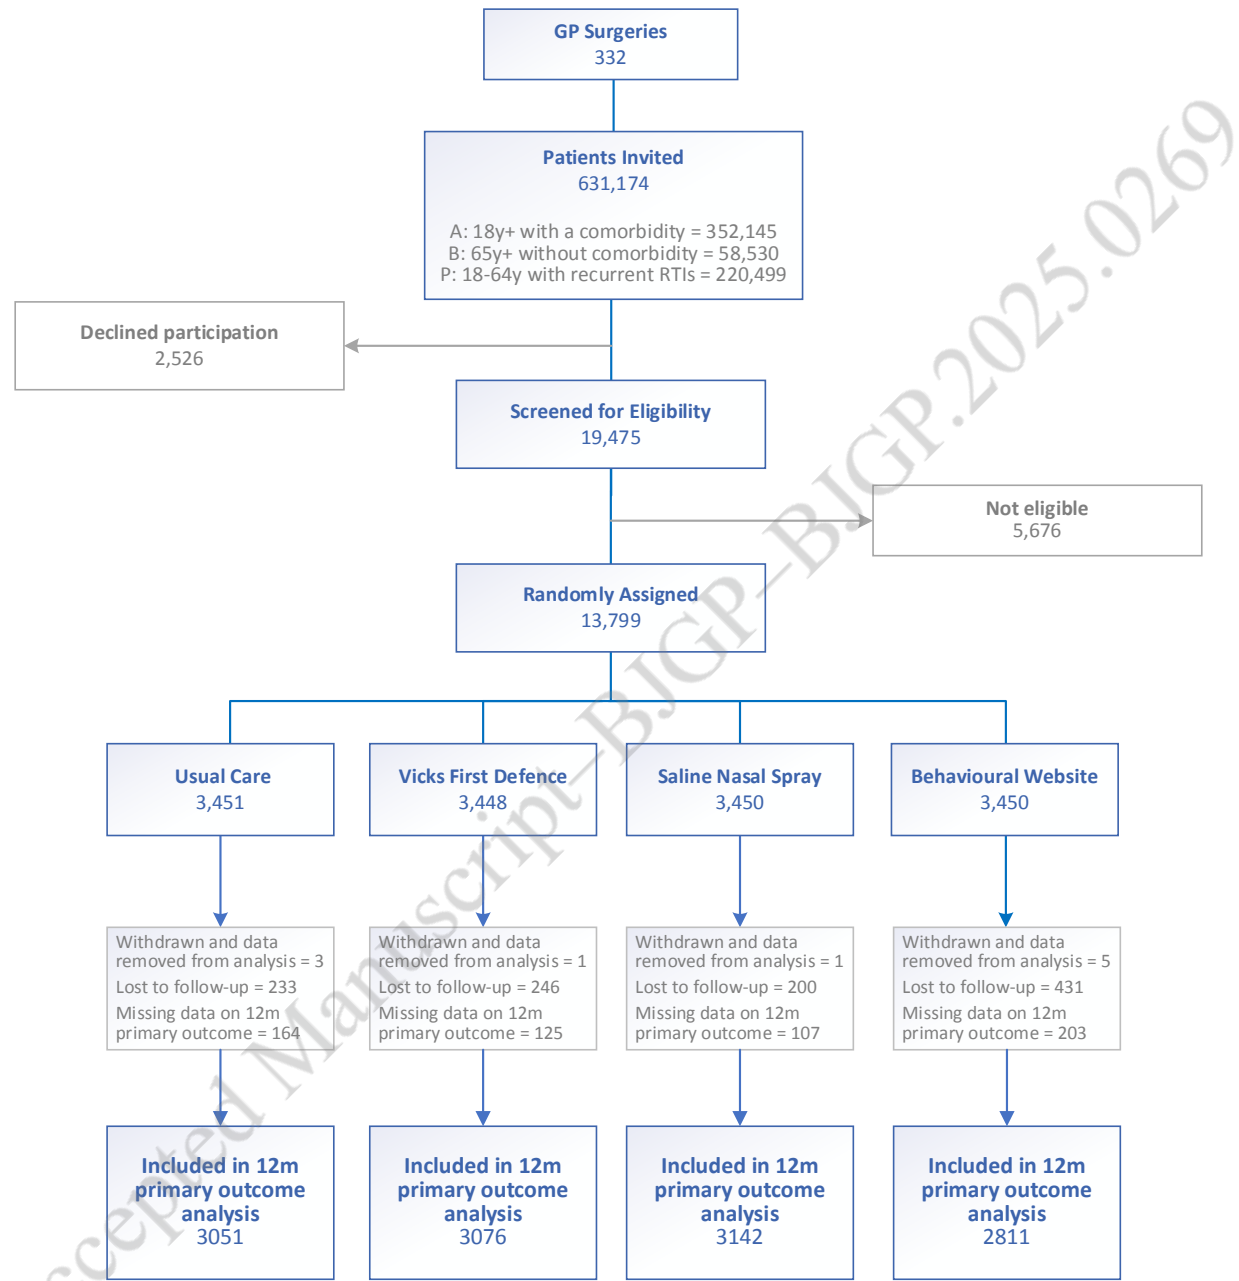 GP Surgeries
332
Patients Invited
631,174
A: 18y+ with a comorbidity = 352,145
B: 65y+ without comorbidity = 58,530
P: 18-64y with recurrent RTIs = 220,499
Declined participation
2,526
Screened for Eligibility
19,475
Not eligible
5,676
Randomly Assigned
13,799
Usual Care
3,451
Vicks First Defence
3,448
Saline Nasal Spray
3,450
Behavioural Website
3,450
Withdrawn and data
removed from analysis = 3
Lost to follow-up = 233
Missing data on 12m
primary outcome = 164
Withdrawn and data
removed from analysis = 1
Lost to follow-up = 246
Missing data on 12m
primary outcome = 125
Withdrawn and data
removed from analysis = 1
Lost to follow-up = 200
Missing data on 12m
primary outcome = 107
Withdrawn and data
removed from analysis = 5
Lost to follow-up = 431
Missing data on 12m
primary outcome = 203
Included in 12m
primary outcome
analysis
3051
Included in 12m
primary outcome
analysis
3076
Included in 12m
primary outcome
analysis
3142
Included in 12m
primary outcome
analysis
2811
ccepted Manuscript–BJGP–BJGP.2025.0269